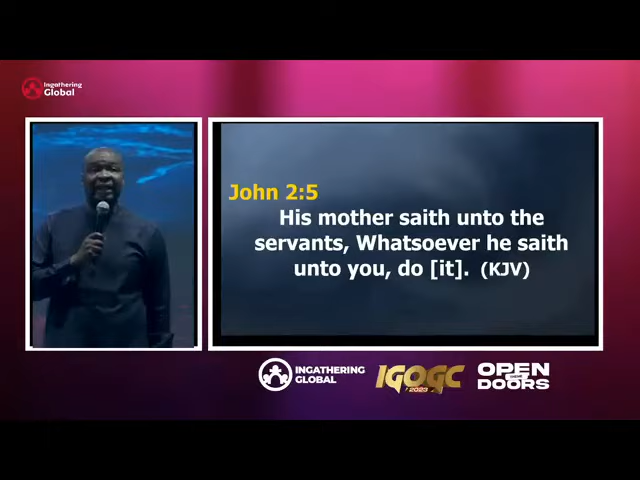 Ingathering
Global
John 2:5
His mother saith unto the
servants, Whatsoever he saith
unto you, do [it]. (KJV)
INGATHERING
GLOBAL
IGOGC
2023
OPEN
DOORS